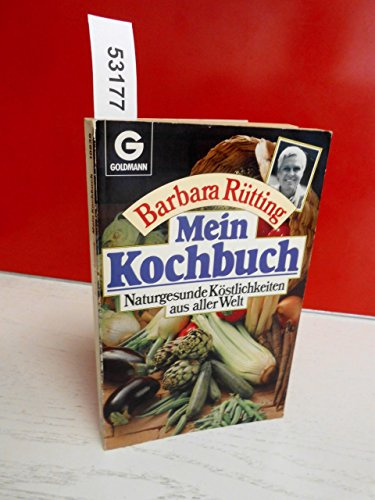 53177
G
GOLDMANN
Barbara Rütting
Mein
Kochbuch
Naturgesunde Köstlichkeiten
aus aller Welt